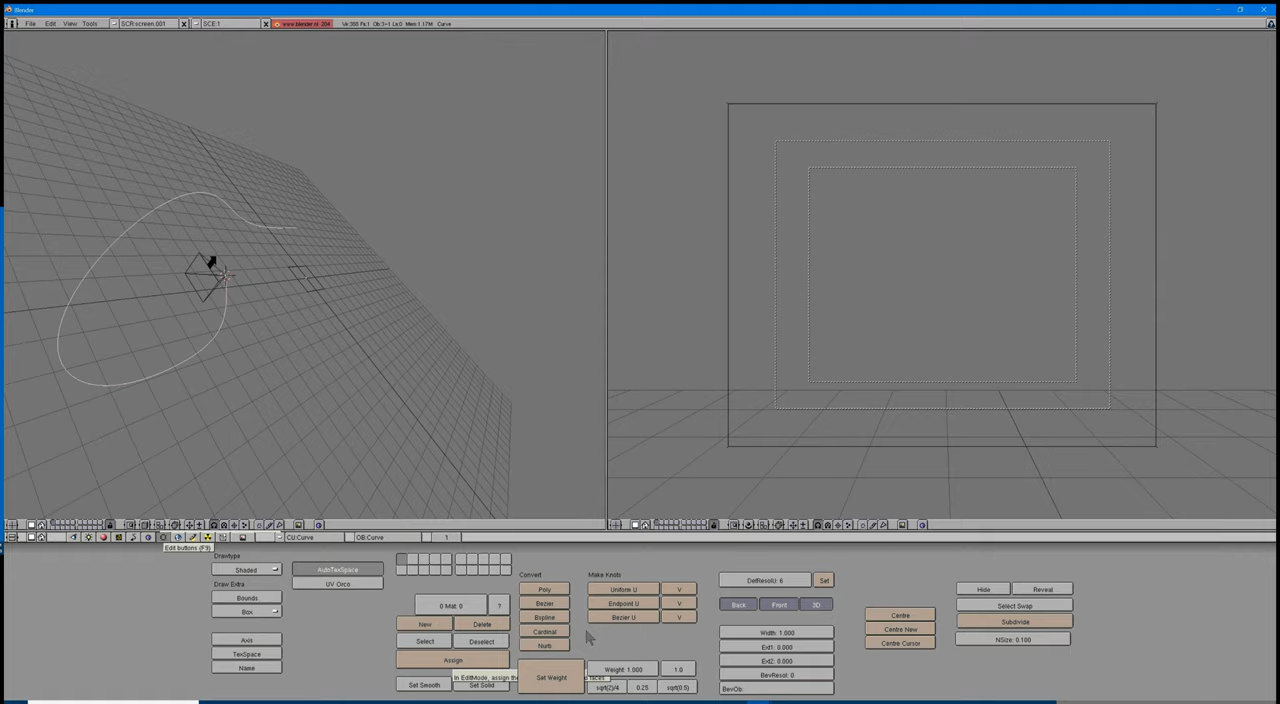 Blender
File Edit View Tools SCR:screen.001 SCE:1 www.blender.nl 204 Ve:388 Fa:1 Ob:3-1 La:0 Mem:1.17M Curve
CU:Curve OB:Curve 1
Edit buttons (F9)
Drawtype
Shaded
Draw Extra
Bounds
Box
Axis
TexSpace
Name
AutoTexSpace
UV Orco
0 Mat: 0 ?
New Delete
Select Deselect
Assign
In EditMode, assign the
faces
Set Smooth Set Solid
Convert
Poly
Bezier
Bspline
Cardinal
Nurb
Make Knots
Uniform U V
Endpoint U V
Bezier U V
Set Weight
Weight: 1.000 1.0
sqrt(2)/4 0.25 sqrt(0.5)
DefResolU: 6 Set
Back Front 3D
Width: 1.000
Ext1: 0.000
Ext2: 0.000
BevResol: 0
BevOb:
Centre
Centre New
Centre Cursor
Hide Reveal
Select Swap
Subdivide
NSize: 0.100